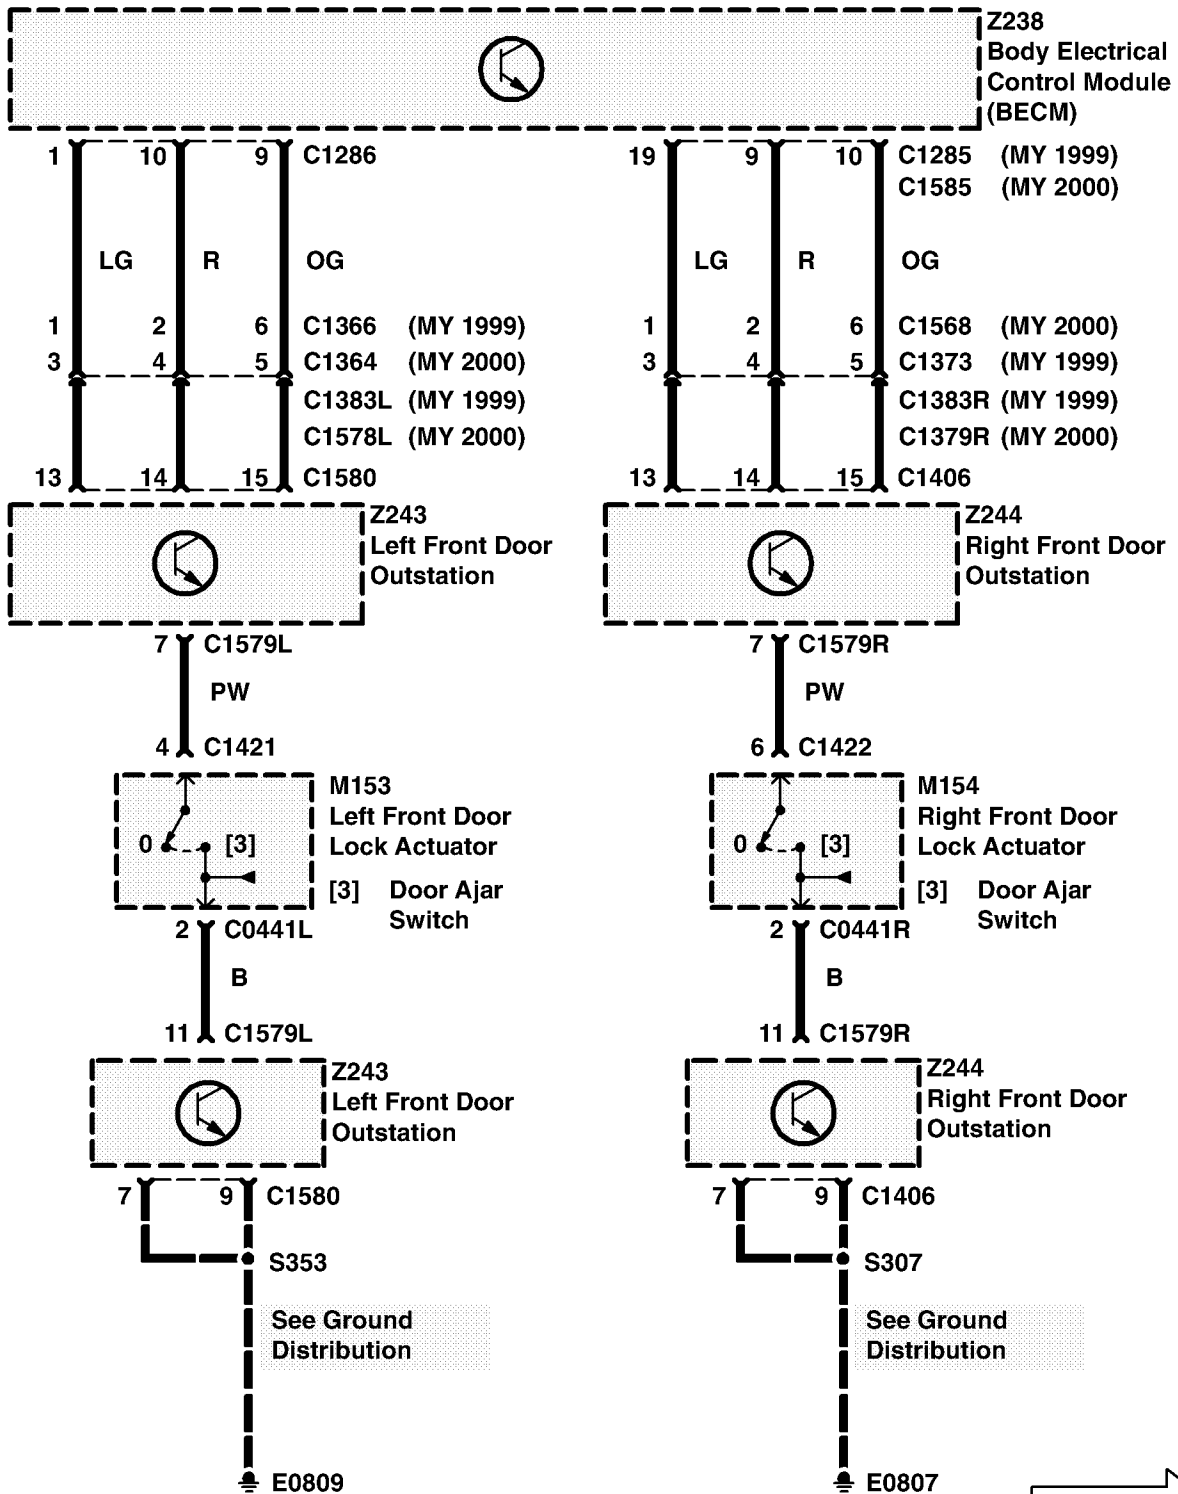 Z238
Body Electrical
Control Module
(BECM)
1 10 9 C1286
19 9 10 C1285 (MY 1999)
C1585 (MY 2000)
LG R OG
LG R OG
1 2 6 C1366 (MY 1999)
3 4 5 C1364 (MY 2000)
C1383L (MY 1999)
C1578L (MY 2000)
13 14 15 C1580
1 2 6 C1568 (MY 2000)
3 4 5 C1373 (MY 1999)
C1383R (MY 1999)
C1379R (MY 2000)
13 14 15 C1406
Z243
Left Front Door
Outstation
Z244
Right Front Door
Outstation
7 C1579L
PW
4 C1421
7 C1579R
PW
6 C1422
M153
Left Front Door
Lock Actuator
0 [3]
[3] Door Ajar
Switch
M154
Right Front Door
Lock Actuator
0 [3]
[3] Door Ajar
Switch
2 C0441L
B
11 C1579L
2 C0441R
B
11 C1579R
Z243
Left Front Door
Outstation
Z244
Right Front Door
Outstation
7 9 C1580
S353
See Ground
Distribution
E0809
7 9 C1406
S307
See Ground
Distribution
E0807